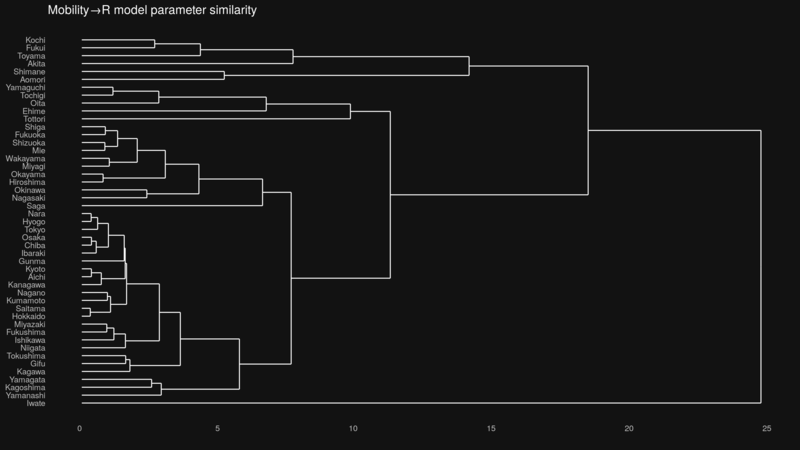 Mobility→R model parameter similarity
Kochi
Fukui
Toyama
Akita
Shimane
Aomori
Yamaguchi
Tochigi
Oita
Ehime
Tottori
Shiga
Fukuoka
Shizuoka
Mie
Wakayama
Miyagi
Okayama
Hiroshima
Okinawa
Nagasaki
Saga
Nara
Hyogo
Tokyo
Osaka
Chiba
Ibaraki
Gunma
Kyoto
Aichi
Kanagawa
Nagano
Kumamoto
Saitama
Hokkaido
Miyazaki
Fukushima
Ishikawa
Niigata
Tokushima
Gifu
Kagawa
Yamagata
Kagoshima
Yamanashi
Iwate
0 5 10 15 20 25